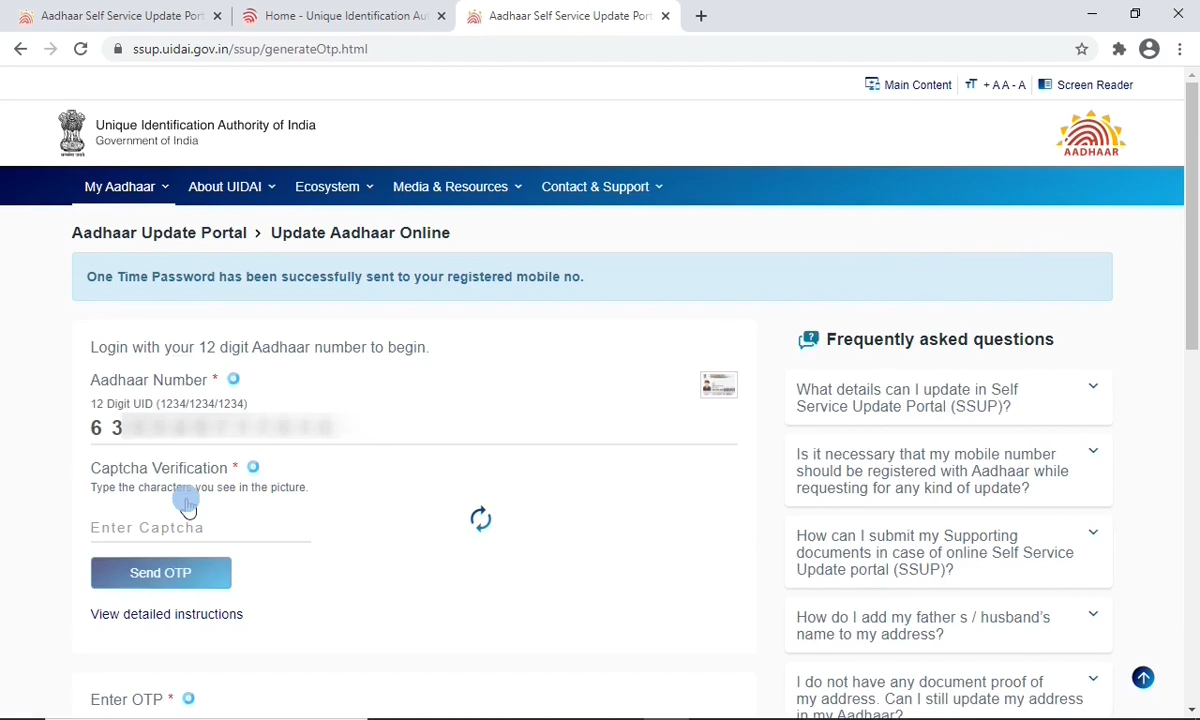 Aadhaar Self Service Update Port
Home - Unique Identification Aut
Aadhaar Self Service Update Port
ssup.uidai.gov.in/ssup/generateOtp.html
Main Content
+ A A - A
Screen Reader
Unique Identification Authority of India
Government of India
AADHAAR
My Aadhaar
About UIDAI
Ecosystem
Media & Resources
Contact & Support
Aadhaar Update Portal › Update Aadhaar Online
One Time Password has been successfully sent to your registered mobile no.
Login with your 12 digit Aadhaar number to begin.
Aadhaar Number *
12 Digit UID (1234/1234/1234)
6 3
Captcha Verification *
Type the characters you see in the picture.
Enter Captcha
Send OTP
View detailed instructions
Enter OTP *
Frequently asked questions
What details can I update in Self
Service Update Portal (SSUP)?
Is it necessary that my mobile number
should be registered with Aadhaar while
requesting for any kind of update?
How can I submit my Supporting
documents in case of online Self Service
Update portal (SSUP)?
How do I add my father s / husband's
name to my address?
I do not have any document proof of
my address. Can I still update my address
in my Aadhaar?